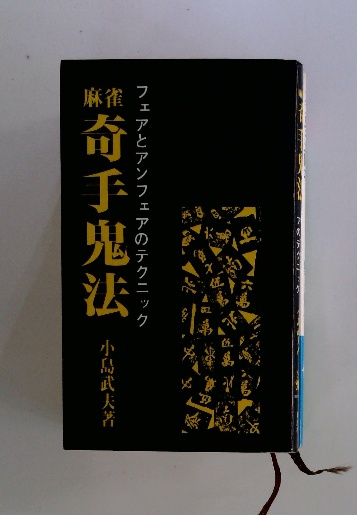 フェアとアンフェアのテクニック
麻雀
奇手鬼法
小島武夫著